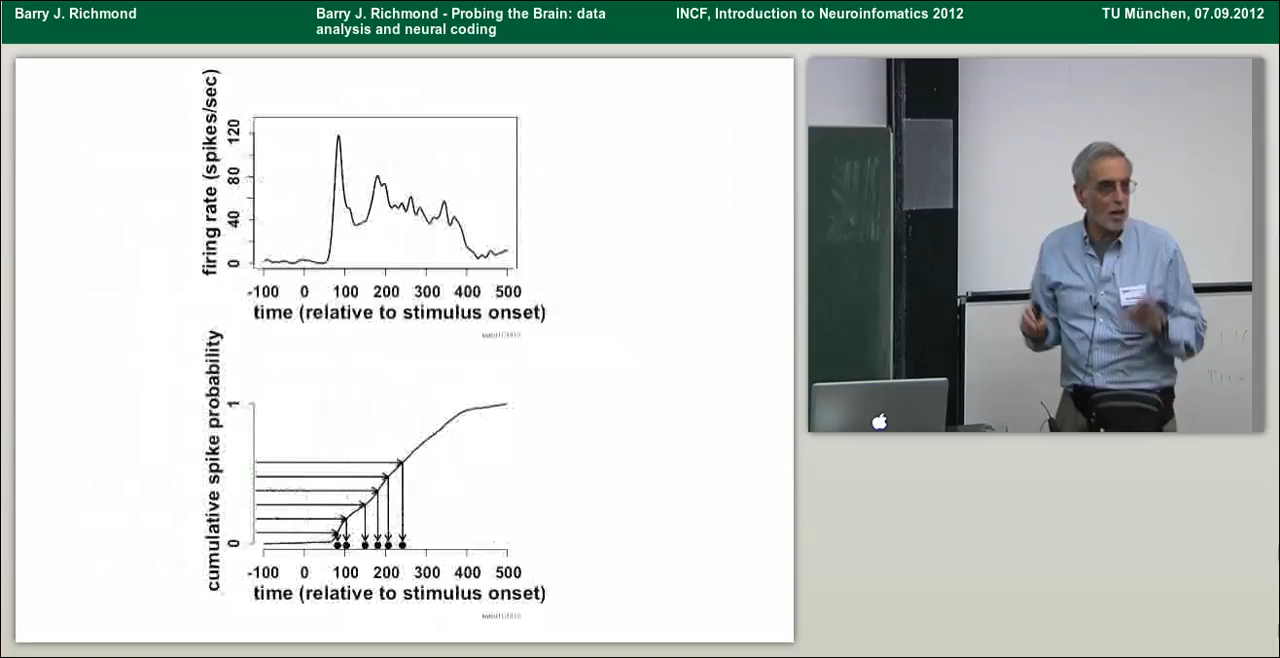 Barry J. Richmond
Barry J. Richmond - Probing the Brain: data
analysis and neural coding
INCF, Introduction to Neuroinfomatics 2012
TU München, 07.09.2012
firing rate (spikes/sec)
120
80
40
0
-100 0 100 200 300 400 500
time (relative to stimulus onset)
cumulative spike probability
1
0
-100 0 100 200 300 400 500
time (relative to stimulus onset)